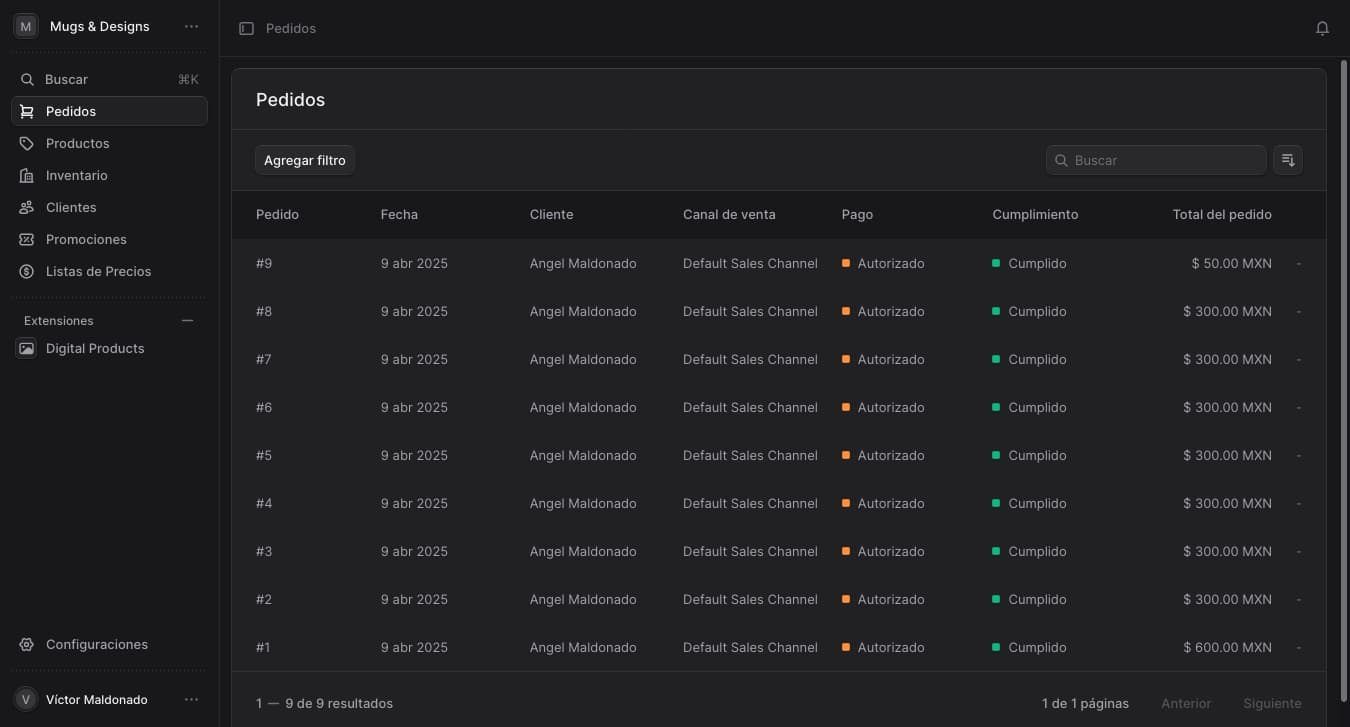 M Mugs & Designs ...
Pedidos
Buscar ⌘K
Pedidos
Productos
Inventario
Clientes
Promociones
Listas de Precios
Extensiones
Digital Products
Configuraciones
V Víctor Maldonado ...
Pedidos
Agregar filtro
Buscar
Pedido Fecha Cliente Canal de venta Pago Cumplimiento Total del pedido
#9 9 abr 2025 Angel Maldonado Default Sales Channel Autorizado Cumplido $ 50.00 MXN -
#8 9 abr 2025 Angel Maldonado Default Sales Channel Autorizado Cumplido $ 300.00 MXN -
#7 9 abr 2025 Angel Maldonado Default Sales Channel Autorizado Cumplido $ 300.00 MXN -
#6 9 abr 2025 Angel Maldonado Default Sales Channel Autorizado Cumplido $ 300.00 MXN -
#5 9 abr 2025 Angel Maldonado Default Sales Channel Autorizado Cumplido $ 300.00 MXN -
#4 9 abr 2025 Angel Maldonado Default Sales Channel Autorizado Cumplido $ 300.00 MXN -
#3 9 abr 2025 Angel Maldonado Default Sales Channel Autorizado Cumplido $ 300.00 MXN -
#2 9 abr 2025 Angel Maldonado Default Sales Channel Autorizado Cumplido $ 300.00 MXN -
#1 9 abr 2025 Angel Maldonado Default Sales Channel Autorizado Cumplido $ 600.00 MXN -
1 — 9 de 9 resultados 1 de 1 páginas Anterior Siguiente